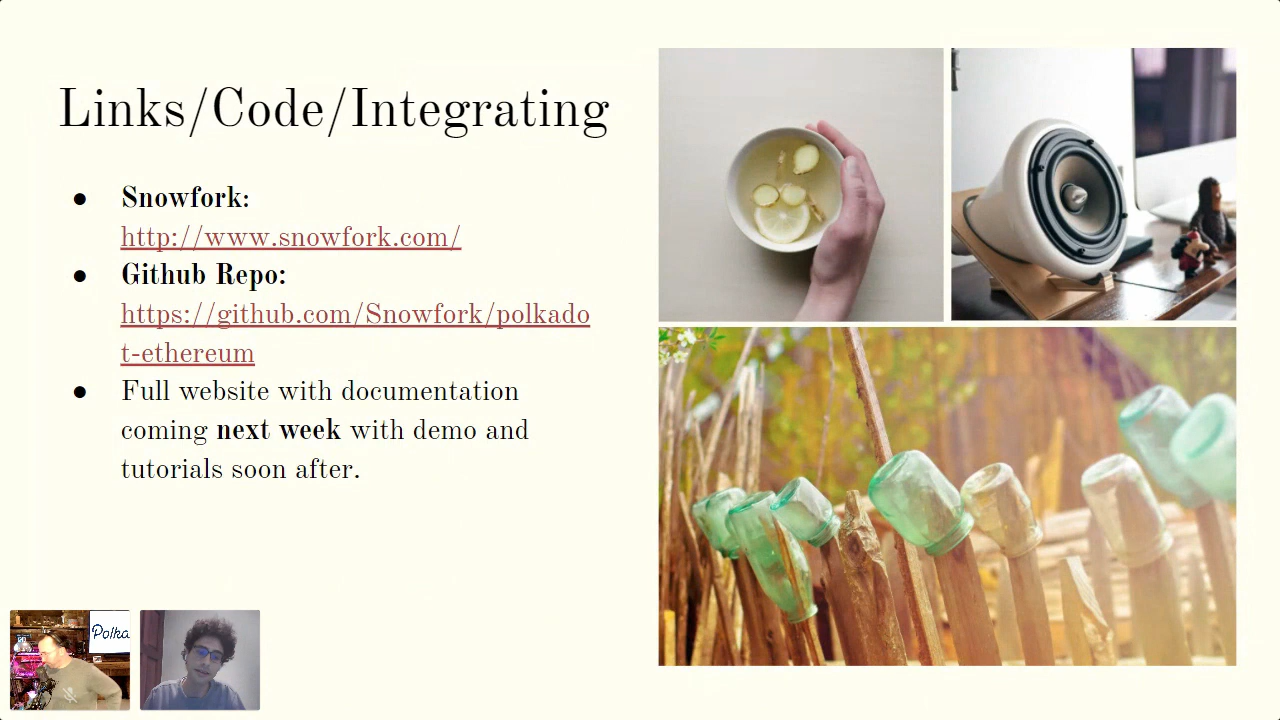 Links/Code/Integrating
● Snowfork:
http://www.snowfork.com/
● Github Repo:
https://github.com/Snowfork/polkado
t-ethereum
● Full website with documentation
coming next week with demo and
tutorials soon after.
Polka